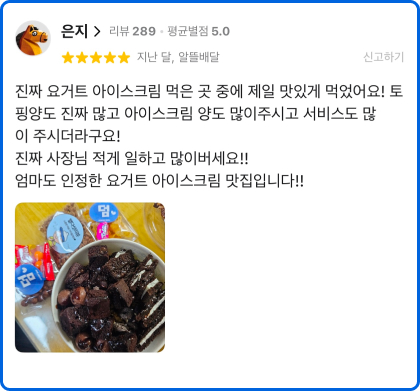 은지 >
리뷰 289 · 평균별점 5.0
지난 달, 알뜰배달
신고하기
진짜 요거트 아이스크림 먹은 곳 중에 제일 맛있게 먹었어요! 토
핑양도 진짜 많고 아이스크림 양도 많이주시고 서비스도 많
이 주시더라구요!
진짜 사장님 적게 일하고 많이버세요!!
엄마도 인정한 요거트 아이스크림 맛집입니다!!
덤
덤